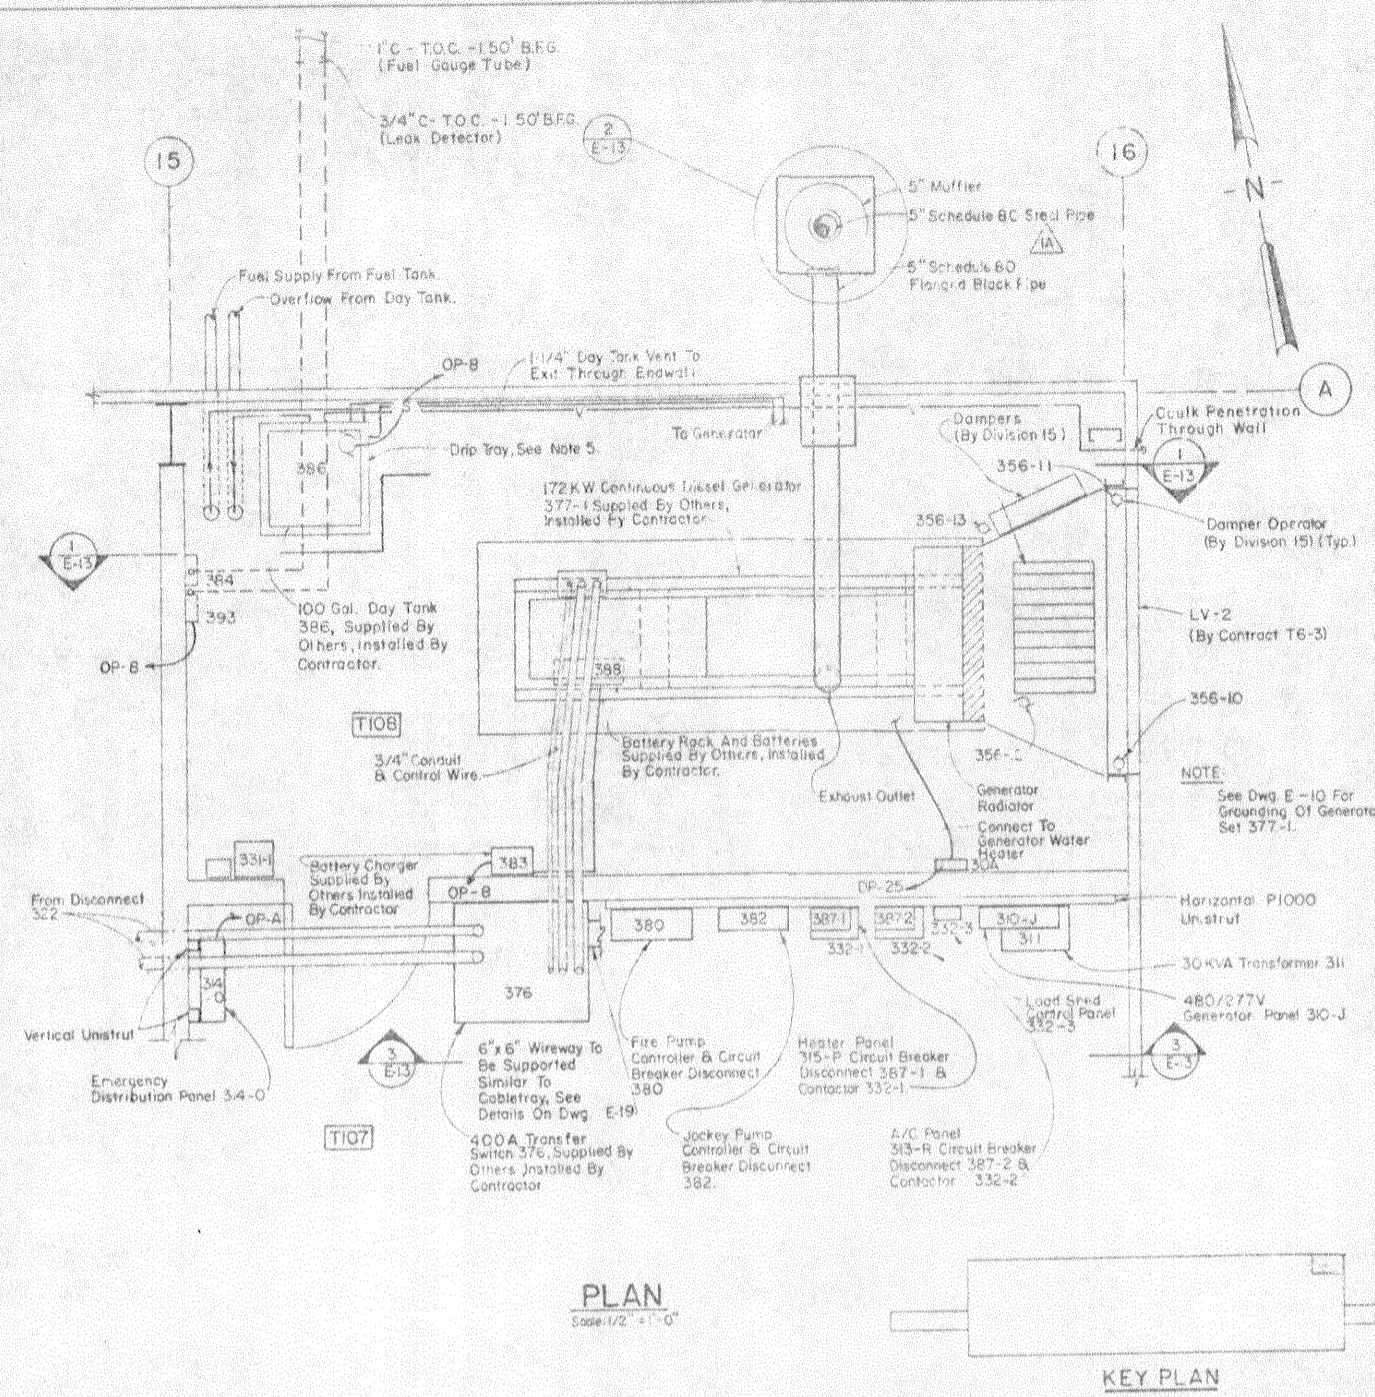 1"C - T.O.C. - 1.50' B.F.G.
(Fuel Gauge Tube)
3/4"C - T.O.C. - 1.50' B.F.G.
(Leak Detector)
2
E-13
15
16
5" Muffler
5" Schedule 80 Steel Pipe
1A
5" Schedule 80
Flanged Black Pipe
N
Fuel Supply From Fuel Tank.
Overflow From Day Tank.
A
OP-8
1-1/4" Day Tank Vent To
Exit Through Endwall
To Generator
Dampers
(By Division 15)
Caulk Penetration
Through Wall
386
Drip Tray, See Note 5.
356-11
1
E-13
172 KW Continuous Diesel Generator
377-1 Supplied By Others,
Installed By Contractor
356-13
Damper Operator
(By Division 15) (Typ.)
1
E-13
384
393
100 Gal. Day Tank
386, Supplied By
Others, Installed By
Contractor.
OP-8
LV-2
(By Contract T6-3)
388
356-10
T108
3/4" Conduit
& Control Wire
Battery Rack And Batteries
Supplied By Others, Installed
By Contractor.
Exhaust Outlet
Generator
Radiator
NOTE:
See Dwg. E-10 For
Grounding Of Generator
Set 377-1.
Connect To
Generator Water
Heater
30A
DP-25
331-1
Battery Charger
Supplied By
Others Installed
By Contractor
383
OP-8
From Disconnect
322
OP-A
Horizontal P1000
Unistrut
380
382
387-1
387-2
332-3
310-J
332-1
332-2
311
30 KVA Transformer 311
376
Load Shed
Control Panel
332-3
480/277V
Generator Panel 310-J
Vertical Unistrut
3
E-13
6"x 6" Wireway To
Be Supported
Similar To
Cabletray, See
Details On Dwg. E-19
Fire Pump
Controller & Circuit
Breaker Disconnect
380
Heater Panel
315-P Circuit Breaker
Disconnect 387-1 &
Contactor 332-1
3
E-13
Emergency
Distribution Panel 314-O
T107
400A Transfer
Switch 376, Supplied By
Others Installed By
Contractor
Jockey Pump
Controller & Circuit
Breaker Disconnect
382.
A/C Panel
313-R Circuit Breaker
Disconnect 387-2 &
Contactor 332-2
PLAN
Scale: 1/2" = 1'-0"
KEY PLAN